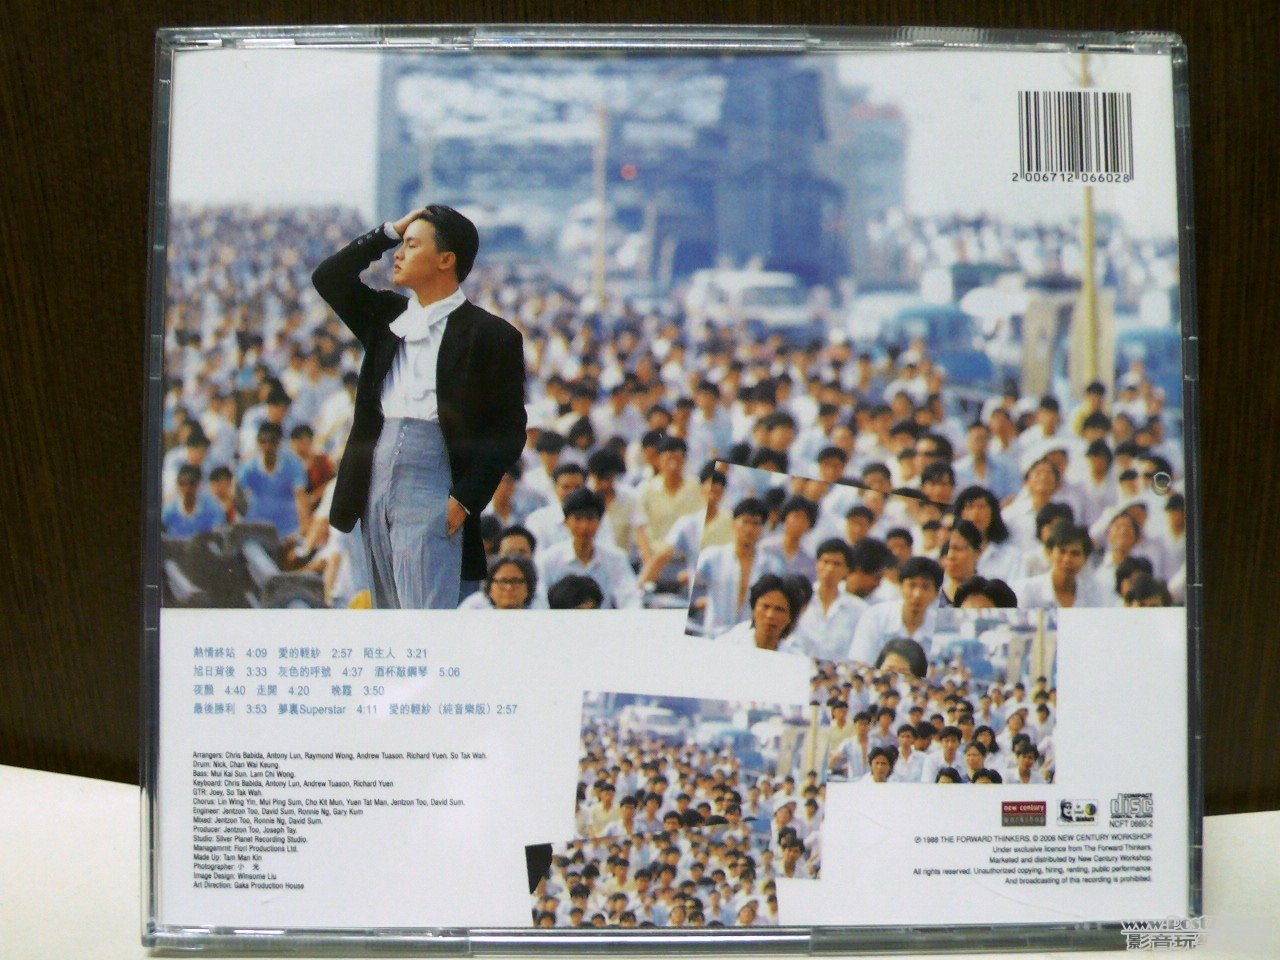 2 006712 066028
熱情終站 4:09 愛的輕紗 2:57 陌生人 3:21
旭日背後 3:33 灰色的呼號 4:37 酒杯敲鋼琴 5:06
夜靨 4:40 走開 4:20 晚霞 3:50
最後勝利 3:53 夢裏Superstar 4:11 愛的輕紗（純音樂版）2:57
Arrangers: Chris Babida, Antony Lun, Raymond Wong, Andrew Tuason, Richard Yuen, So Tak Wah.
Drum: Nick, Chan Wai Keung.
Bass: Mui Kai Sun, Lam Chi Wong.
Keyboard: Chris Babida, Antony Lun, Andrew Tuason, Richard Yuen
GTR: Joey, So Tak Wah.
Chorus: Lin Wing Yin, Mui Ping Sum, Cho Kit Mun, Yuen Tat Man, Jentzon Too, David Sum.
Engineer: Jentzon Too, David Sum, Ronnie Ng, Gary Kum
Mixed: Jentzon Too, Ronnie Ng, David Sum.
Producer: Jentzon Too, Joseph Tay.
Studio: Silver Planet Recording Studio.
Managemmt: Fiori Productions Ltd.
Made Up: Tam Man Kin
Photographer: 小 光
Image Design: Winsome Liu
Art Direction: Gaka Production House
new century
workshop
COMPACT
disc
DIGITAL AUDIO
NCFT 0660-2
℗ 1988 THE FORWARD THINKERS. © 2006 NEW CENTURY WORKSHOP.
Under exclusive licence from The Forward Thinkers.
Marketed and distributed by New Century Workshop.
All rights reserved. Unauthorized copying, hiring, renting, public performance.
And broadcasting of this recording is prohibited.
影音玩